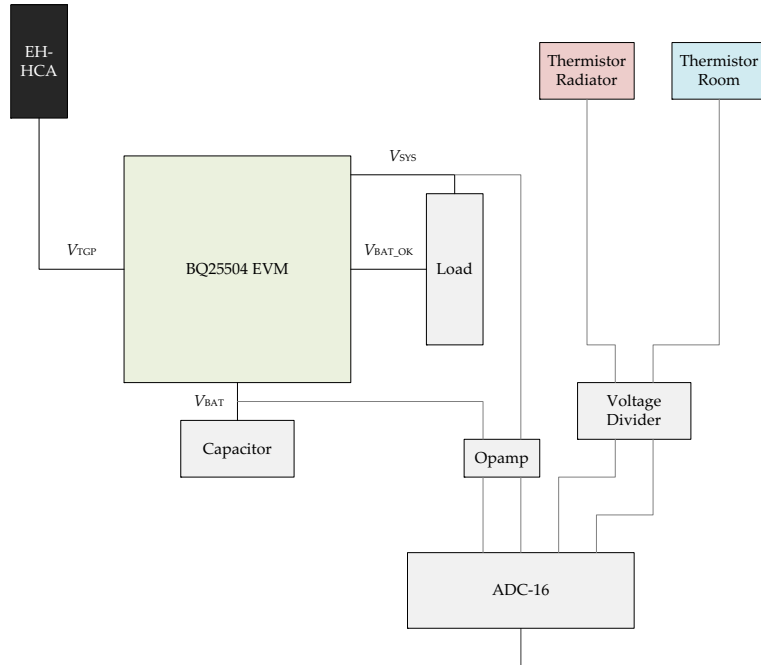 EH-
HCA
Thermistor
Radiator
Thermistor
Room
VSYS
VTGP
BQ25504 EVM
VBAT_OK
Load
VBAT
Capacitor
Voltage
Divider
Opamp
ADC-16